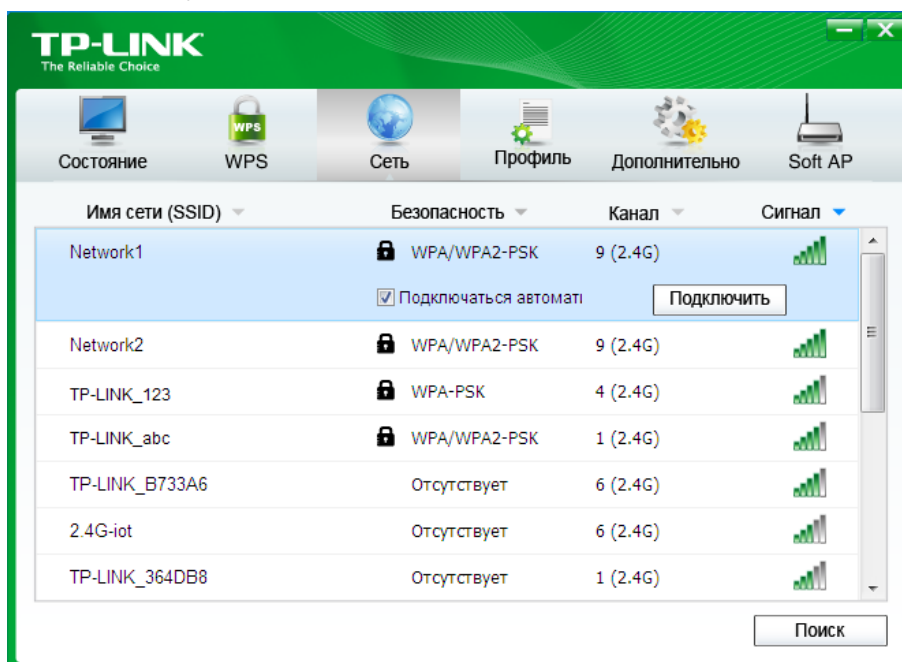 TP-LINK
The Reliable Choice
WPS
Состояние WPS Сеть Профиль Дополнительно Soft AP
Имя сети (SSID) Безопасность Канал Сигнал
Network1 WPA/WPA2-PSK 9 (2.4G)
Подключаться автомати Подключить
Network2 WPA/WPA2-PSK 9 (2.4G)
TP-LINK_123 WPA-PSK 4 (2.4G)
TP-LINK_abc WPA/WPA2-PSK 1 (2.4G)
TP-LINK_B733A6 Отсутствует 6 (2.4G)
2.4G-iot Отсутствует 6 (2.4G)
TP-LINK_364DB8 Отсутствует 1 (2.4G)
Поиск